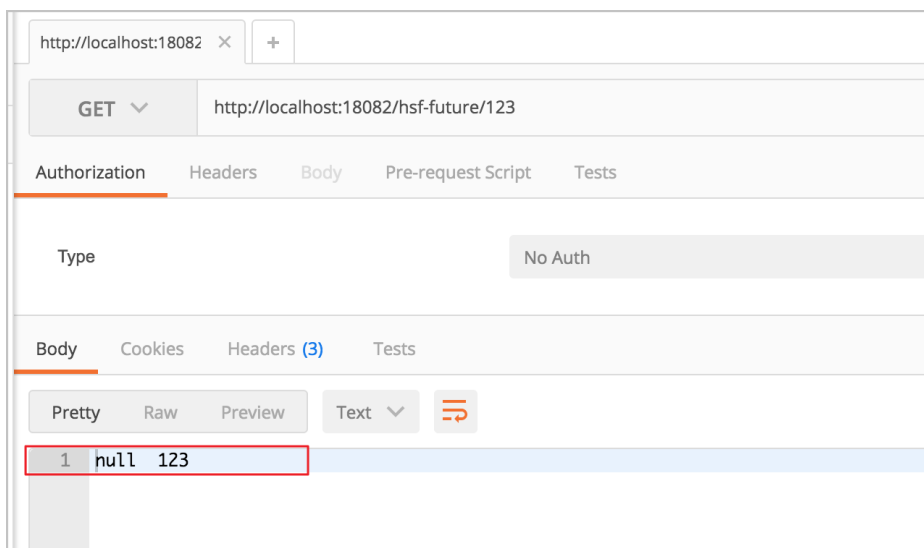 http://localhost:18082 × +
GET http://localhost:18082/hsf-future/123
Authorization Headers Body Pre-request Script Tests
Type No Auth
Body Cookies Headers (3) Tests
Pretty Raw Preview Text
1 null 123